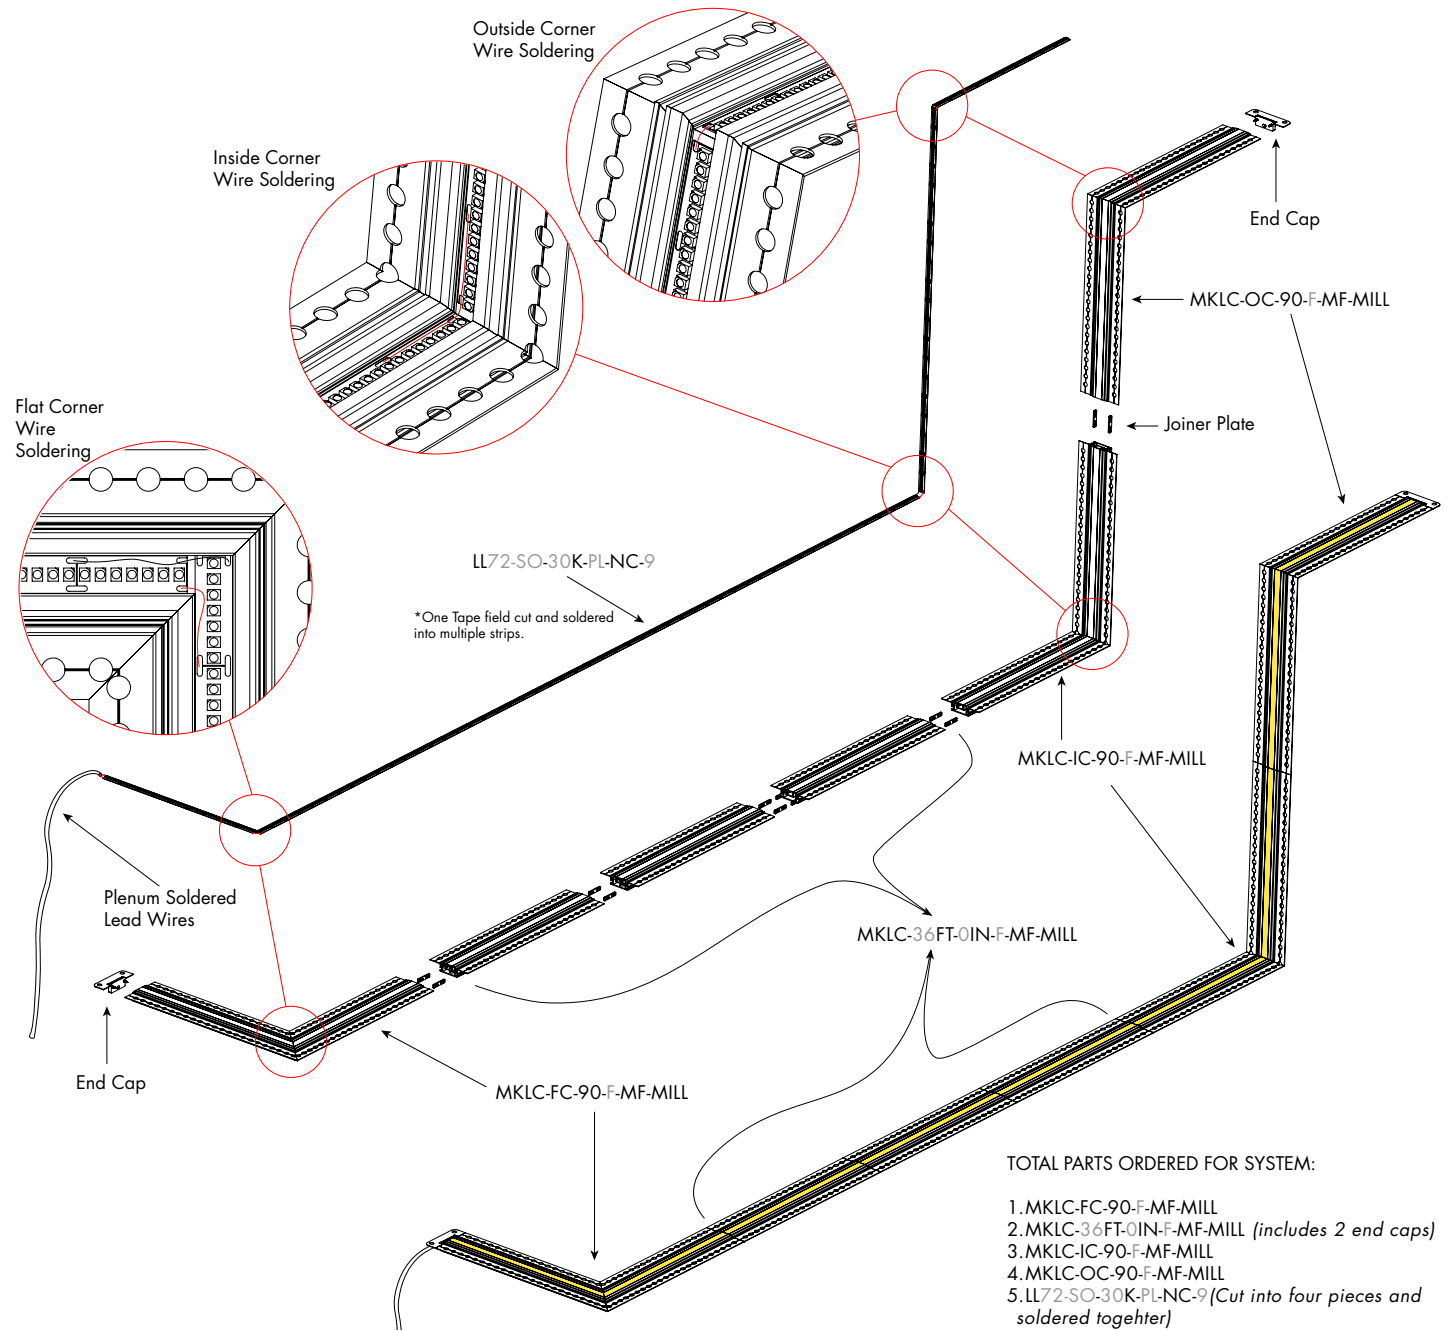 Outside Corner
Wire Soldering
Inside Corner
Wire Soldering
End Cap
MKLC-OC-90-F-MF-MILL
Flat Corner
Wire
Soldering
Joiner Plate
LL72-SO-30K-PL-NC-9
*One Tape field cut and soldered
into multiple strips.
MKLC-IC-90-F-MF-MILL
Plenum Soldered
Lead Wires
MKLC-36FT-0IN-F-MF-MILL
End Cap
MKLC-FC-90-F-MF-MILL
TOTAL PARTS ORDERED FOR SYSTEM:
1.MKLC-FC-90-F-MF-MILL
2.MKLC-36FT-0IN-F-MF-MILL (includes 2 end caps)
3.MKLC-IC-90-F-MF-MILL
4.MKLC-OC-90-F-MF-MILL
5.LL72-SO-30K-PL-NC-9(Cut into four pieces and
soldered togehter)